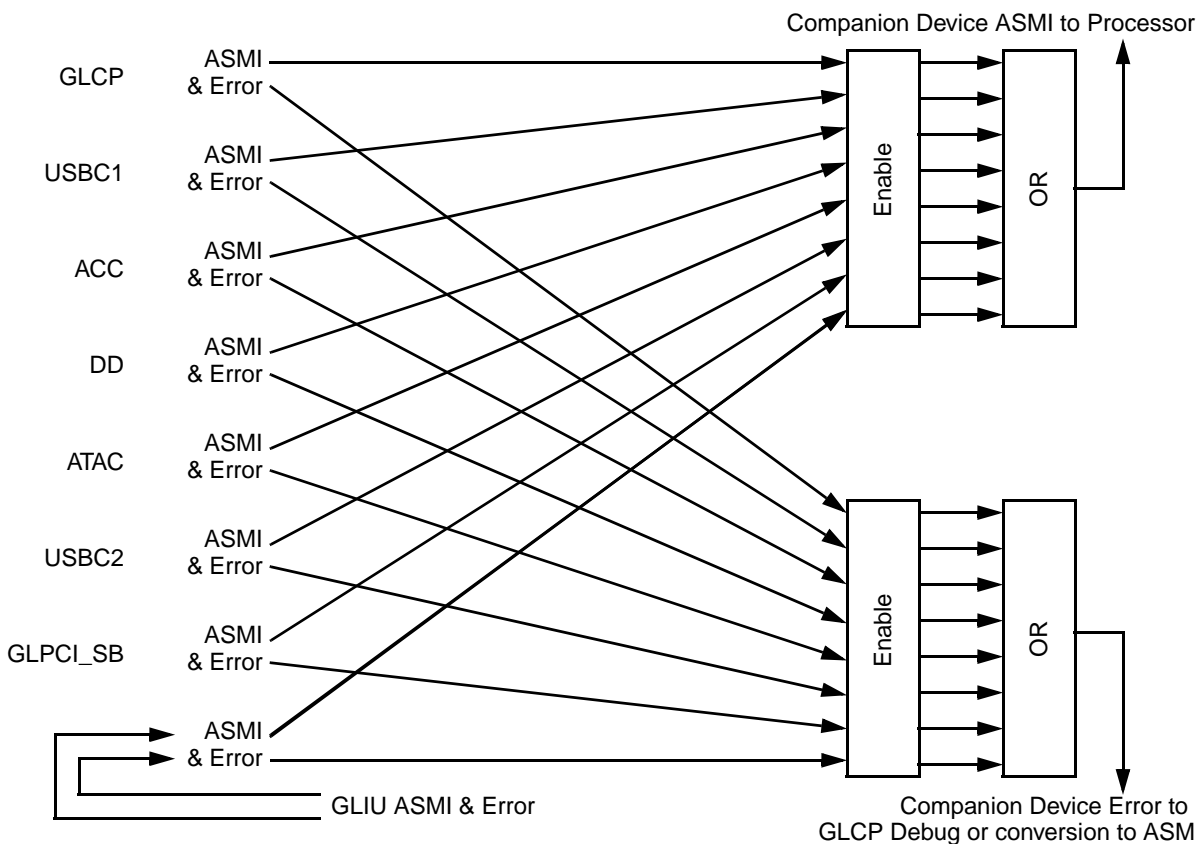 Companion Device ASMI to Processor
GLCP
ASMI
& Error
USBC1
ASMI
& Error
ACC
ASMI
& Error
DD
ASMI
& Error
ATAC
ASMI
& Error
USBC2
ASMI
& Error
GLPCI_SB
ASMI
& Error
ASMI
& Error
GLIU ASMI & Error
Enable
OR
Enable
OR
Companion Device Error to
GLCP Debug or conversion to ASM